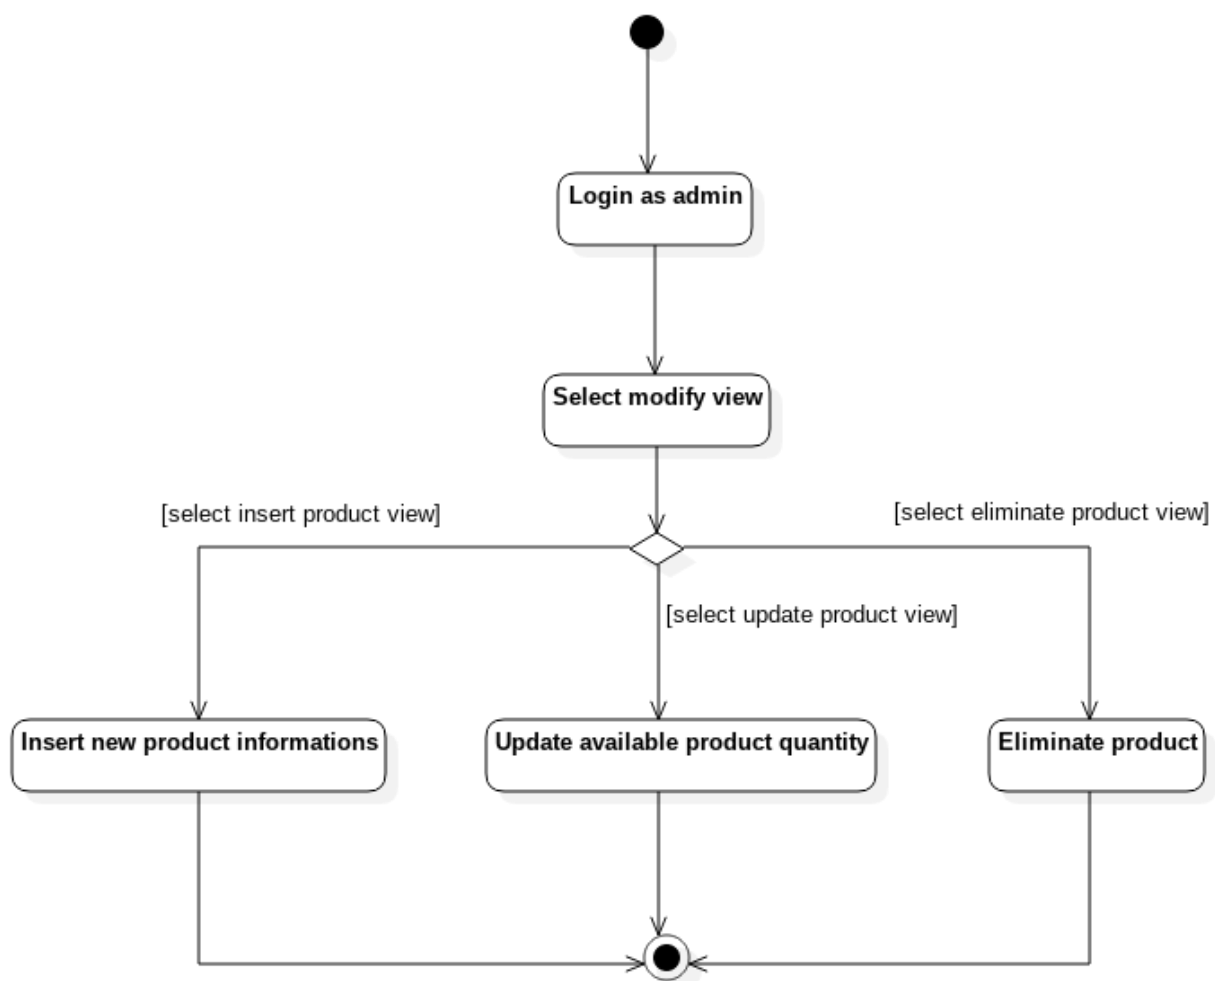 Login as admin
Select modify view
[select insert product view]
[select eliminate product view]
[select update product view]
Insert new product informations
Update available product quantity
Eliminate product